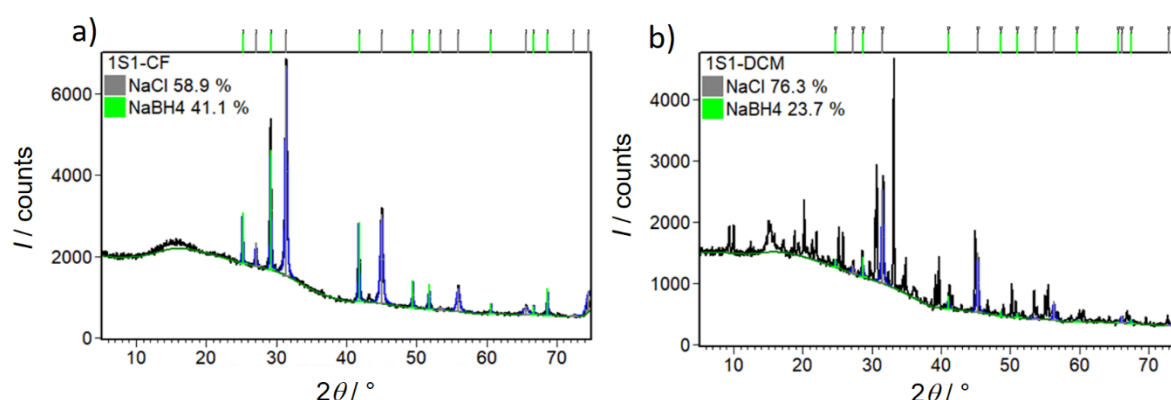 a)
1S1-CF
NaCl 58.9 %
NaBH4 41.1 %
6000
4000
2000
0
I / counts
10 20 30 40 50 60 70
2θ / °
b)
1S1-DCM
NaCl 76.3 %
NaBH4 23.7 %
4000
3000
2000
1000
0
I / counts
10 20 30 40 50 60 70
2θ / °